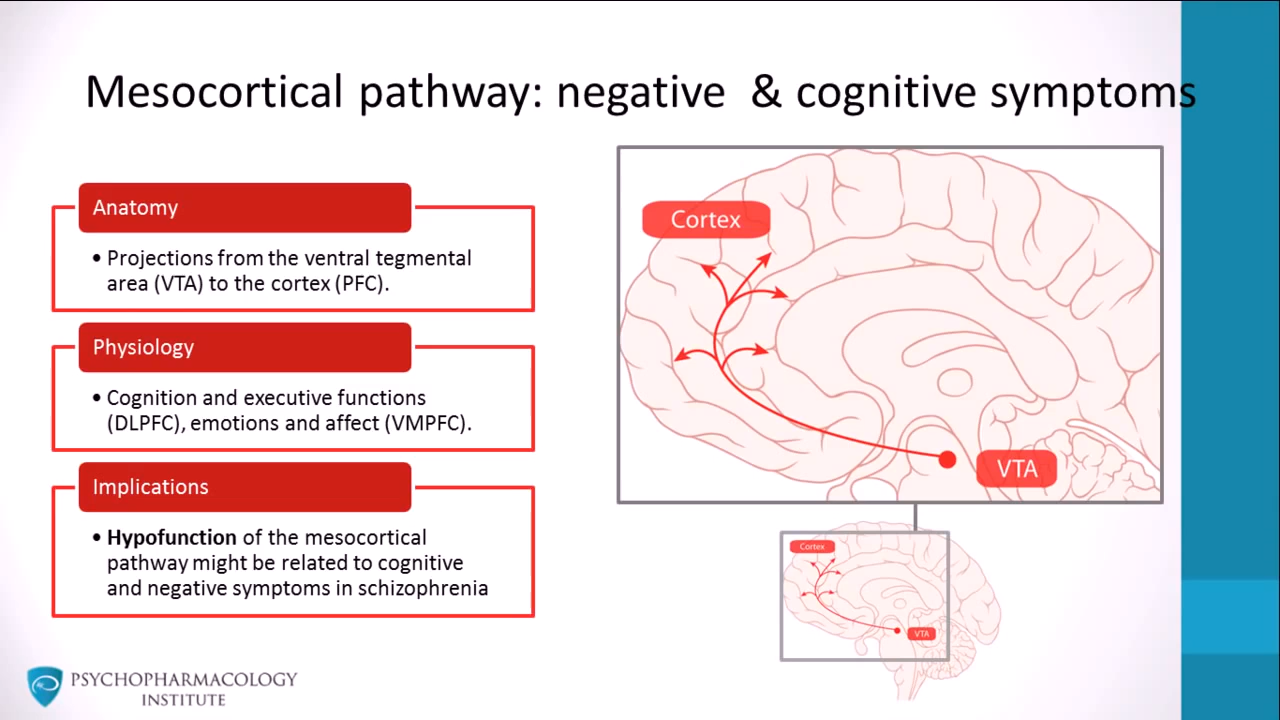 Mesocortical pathway: negative & cognitive symptoms
Anatomy
• Projections from the ventral tegmental
area (VTA) to the cortex (PFC).
Physiology
• Cognition and executive functions
(DLPFC), emotions and affect (VMPFC).
Implications
• Hypofunction of the mesocortical
pathway might be related to cognitive
and negative symptoms in schizophrenia
Cortex
VTA
Cortex
VTA
PSYCHOPHARMACOLOGY
INSTITUTE